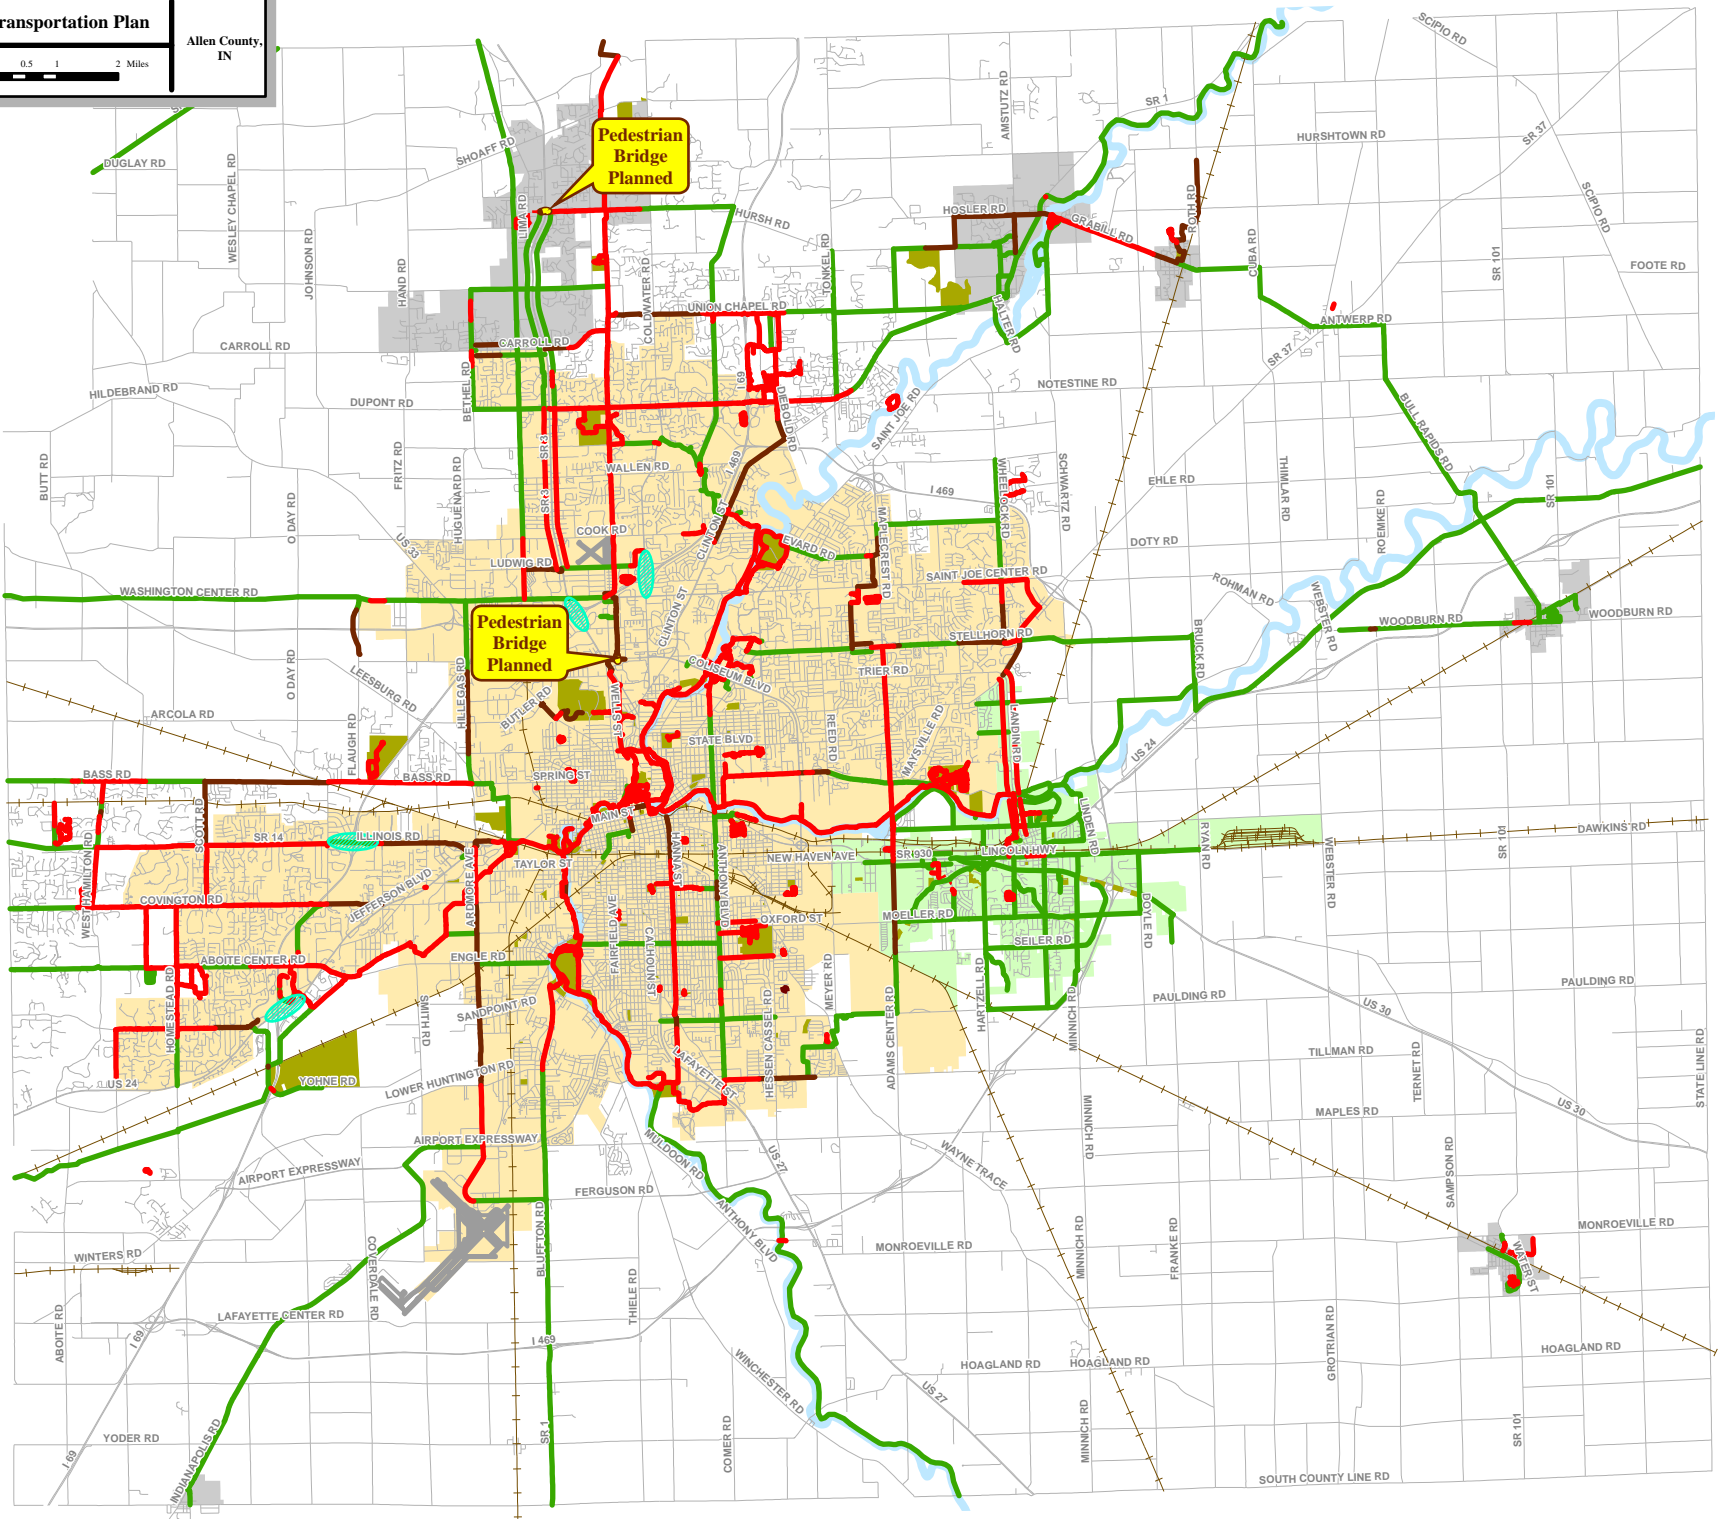 ransportation Plan
Allen County,
IN
0.5 1 2 Miles
Pedestrian
Bridge
Planned
Pedestrian
Bridge
Planned
SCIPIO RD
AMSTUTZ RD
SR 1
HURSHTOWN RD
SR 37
DUGLAY RD
WESLEY CHAPEL RD
SHOAFF RD
LIMA RD
HURSH RD
HOSLER RD
GRABILL RD
ROTH RD
SCIPIO RD
JOHNSON RD
HAND RD
COLDWATER RD
TONKEL RD
CUBA RD
SR 101
FOOTE RD
UNION CHAPEL RD
HALTER RD
ANTWERP RD
CARROLL RD
CARROLL RD
SR 37
HILDEBRAND RD
DUPONT RD
BETHEL RD
I 69
DIEBOLD RD
SAINT JOE RD
NOTESTINE RD
BULL RAPIDS RD
BUTT RD
FRITZ RD
HUGUENARD RD
SR 3
WALLEN RD
I 469
I 469
WHEELOCK RD
SCHWARTZ RD
EHLE RD
THIMLAR RD
ROEMKE RD
SR 101
O DAY RD
US 33
SR 3
COOK RD
CLINTON ST
EVARD RD
MAPLECREST RD
DOTY RD
LUDWIG RD
SAINT JOE CENTER RD
ROHMAN RD
WEBSTER RD
WASHINGTON CENTER RD
CLINTON ST
STELLHORN RD
BRUICK RD
WOODBURN RD
WOODBURN RD
O DAY RD
LEESBURG RD
HILLEGAS RD
BUTLER RD
WELLS ST
COLISEUM BLVD
TRIER RD
ARCOLA RD
FLAUGH RD
STATE BLVD
REED RD
MAYSVILLE RD
LANDIN RD
US 24
BASS RD
BASS RD
SPRING ST
SCOTT RD
SR 14
ILLINOIS RD
MAIN ST
LINDEN RD
RYAN RD
SR 101
DAWKINS RD
WEST HAMILTON RD
JEFFERSON BLVD
ARDMORE AVE
TAYLOR ST
HANNA ST
ANTHONY BLVD
NEW HAVEN AVE
SR 930
LINCOLN HWY
WEBSTER RD
COVINGTON RD
FAIRFIELD AVE
CALHOUN ST
OXFORD ST
MOELLER RD
SEILER RD
DOYLE RD
ABOITE CENTER RD
ENGLE RD
HOMESTEAD RD
SMITH RD
SANDPOINT RD
HESSEN CASSEL RD
MEYER RD
ADAMS CENTER RD
HARTZELL RD
MINNICH RD
PAULDING RD
PAULDING RD
US 30
US 24
YOHNE RD
LOWER HUNTINGTON RD
LAFAYETTE ST
TILLMAN RD
TERNET RD
STATE LINE RD
US 30
MAPLES RD
MINNICH RD
AIRPORT EXPRESSWAY
AIRPORT EXPRESSWAY
MULDOON RD
US 27
WAYNE TRACE
SAMPSON RD
FERGUSON RD
ANTHONY BLVD
MONROEVILLE RD
MONROEVILLE RD
WINTERS RD
COVERDALE RD
BLUFFTON RD
MINNICH RD
FRANKE RD
WATER ST
THIELE RD
LAFAYETTE CENTER RD
ABOITE RD
I 69
I 469
GROTRIAN RD
HOAGLAND RD
HOAGLAND RD
HOAGLAND RD
WINCHESTER RD
US 27
YODER RD
I 69
INDIANAPOLIS RD
SR 1
COMER RD
MINNICH RD
SR 101
SOUTH COUNTY LINE RD